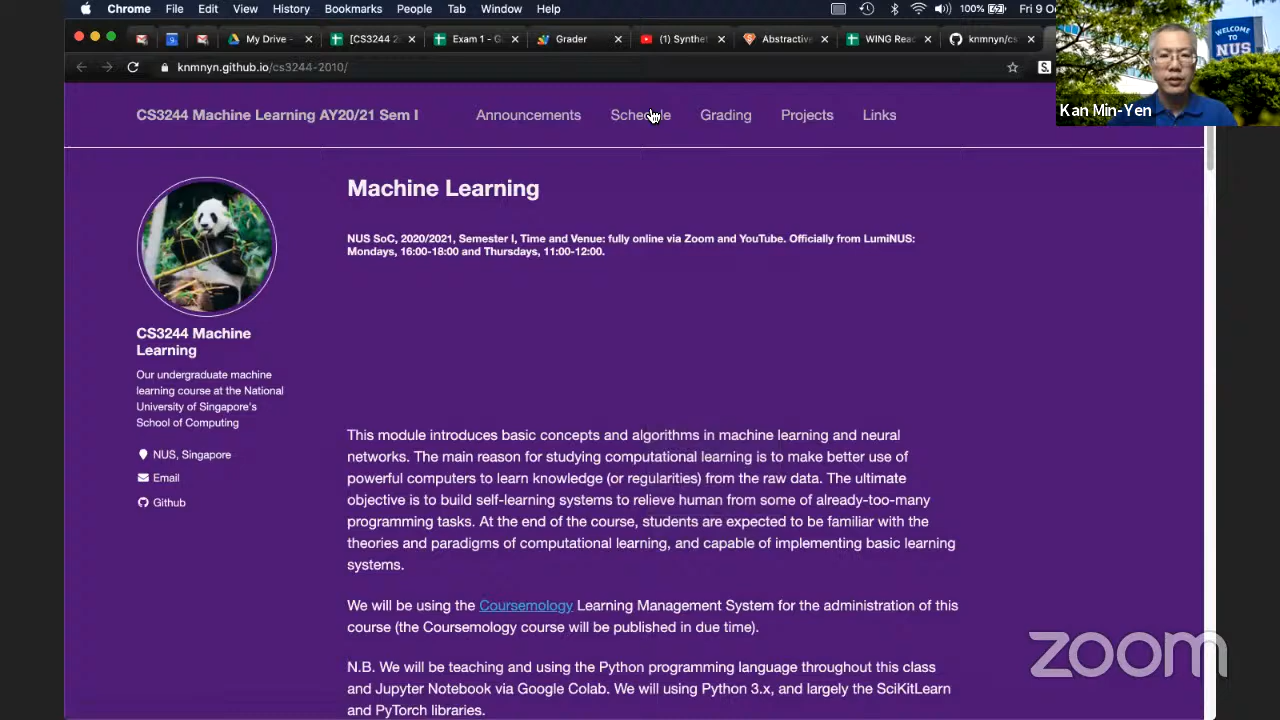 Chrome File Edit View History Bookmarks People Tab Window Help 100% Fri 9 O
My Drive - [CS3244 2 Exam 1 - G Grader (1) Synthet Abstractive WING Rea knmnyn/cs
WELCOME TO NUS
knmnyn.github.io/cs3244-2010/
S.
Kan Min-Yen
CS3244 Machine Learning AY20/21 Sem I Announcements Schedule Grading Projects Links
Machine Learning
NUS SoC, 2020/2021, Semester I, Time and Venue: fully online via Zoom and YouTube. Officially from LumiNUS:
Mondays, 16:00-18:00 and Thursdays, 11:00-12:00.
CS3244 Machine
Learning
Our undergraduate machine
learning course at the National
University of Singapore's
School of Computing
NUS, Singapore
Email
Github
This module introduces basic concepts and algorithms in machine learning and neural
networks. The main reason for studying computational learning is to make better use of
powerful computers to learn knowledge (or regularities) from the raw data. The ultimate
objective is to build self-learning systems to relieve human from some of already-too-many
programming tasks. At the end of the course, students are expected to be familiar with the
theories and paradigms of computational learning, and capable of implementing basic learning
systems.
We will be using the Coursemology Learning Management System for the administration of this
course (the Coursemology course will be published in due time).
N.B. We will be teaching and using the Python programming language throughout this class
and Jupyter Notebook via Google Colab. We will using Python 3.x, and largely the SciKitLearn
and PyTorch libraries.
zoom